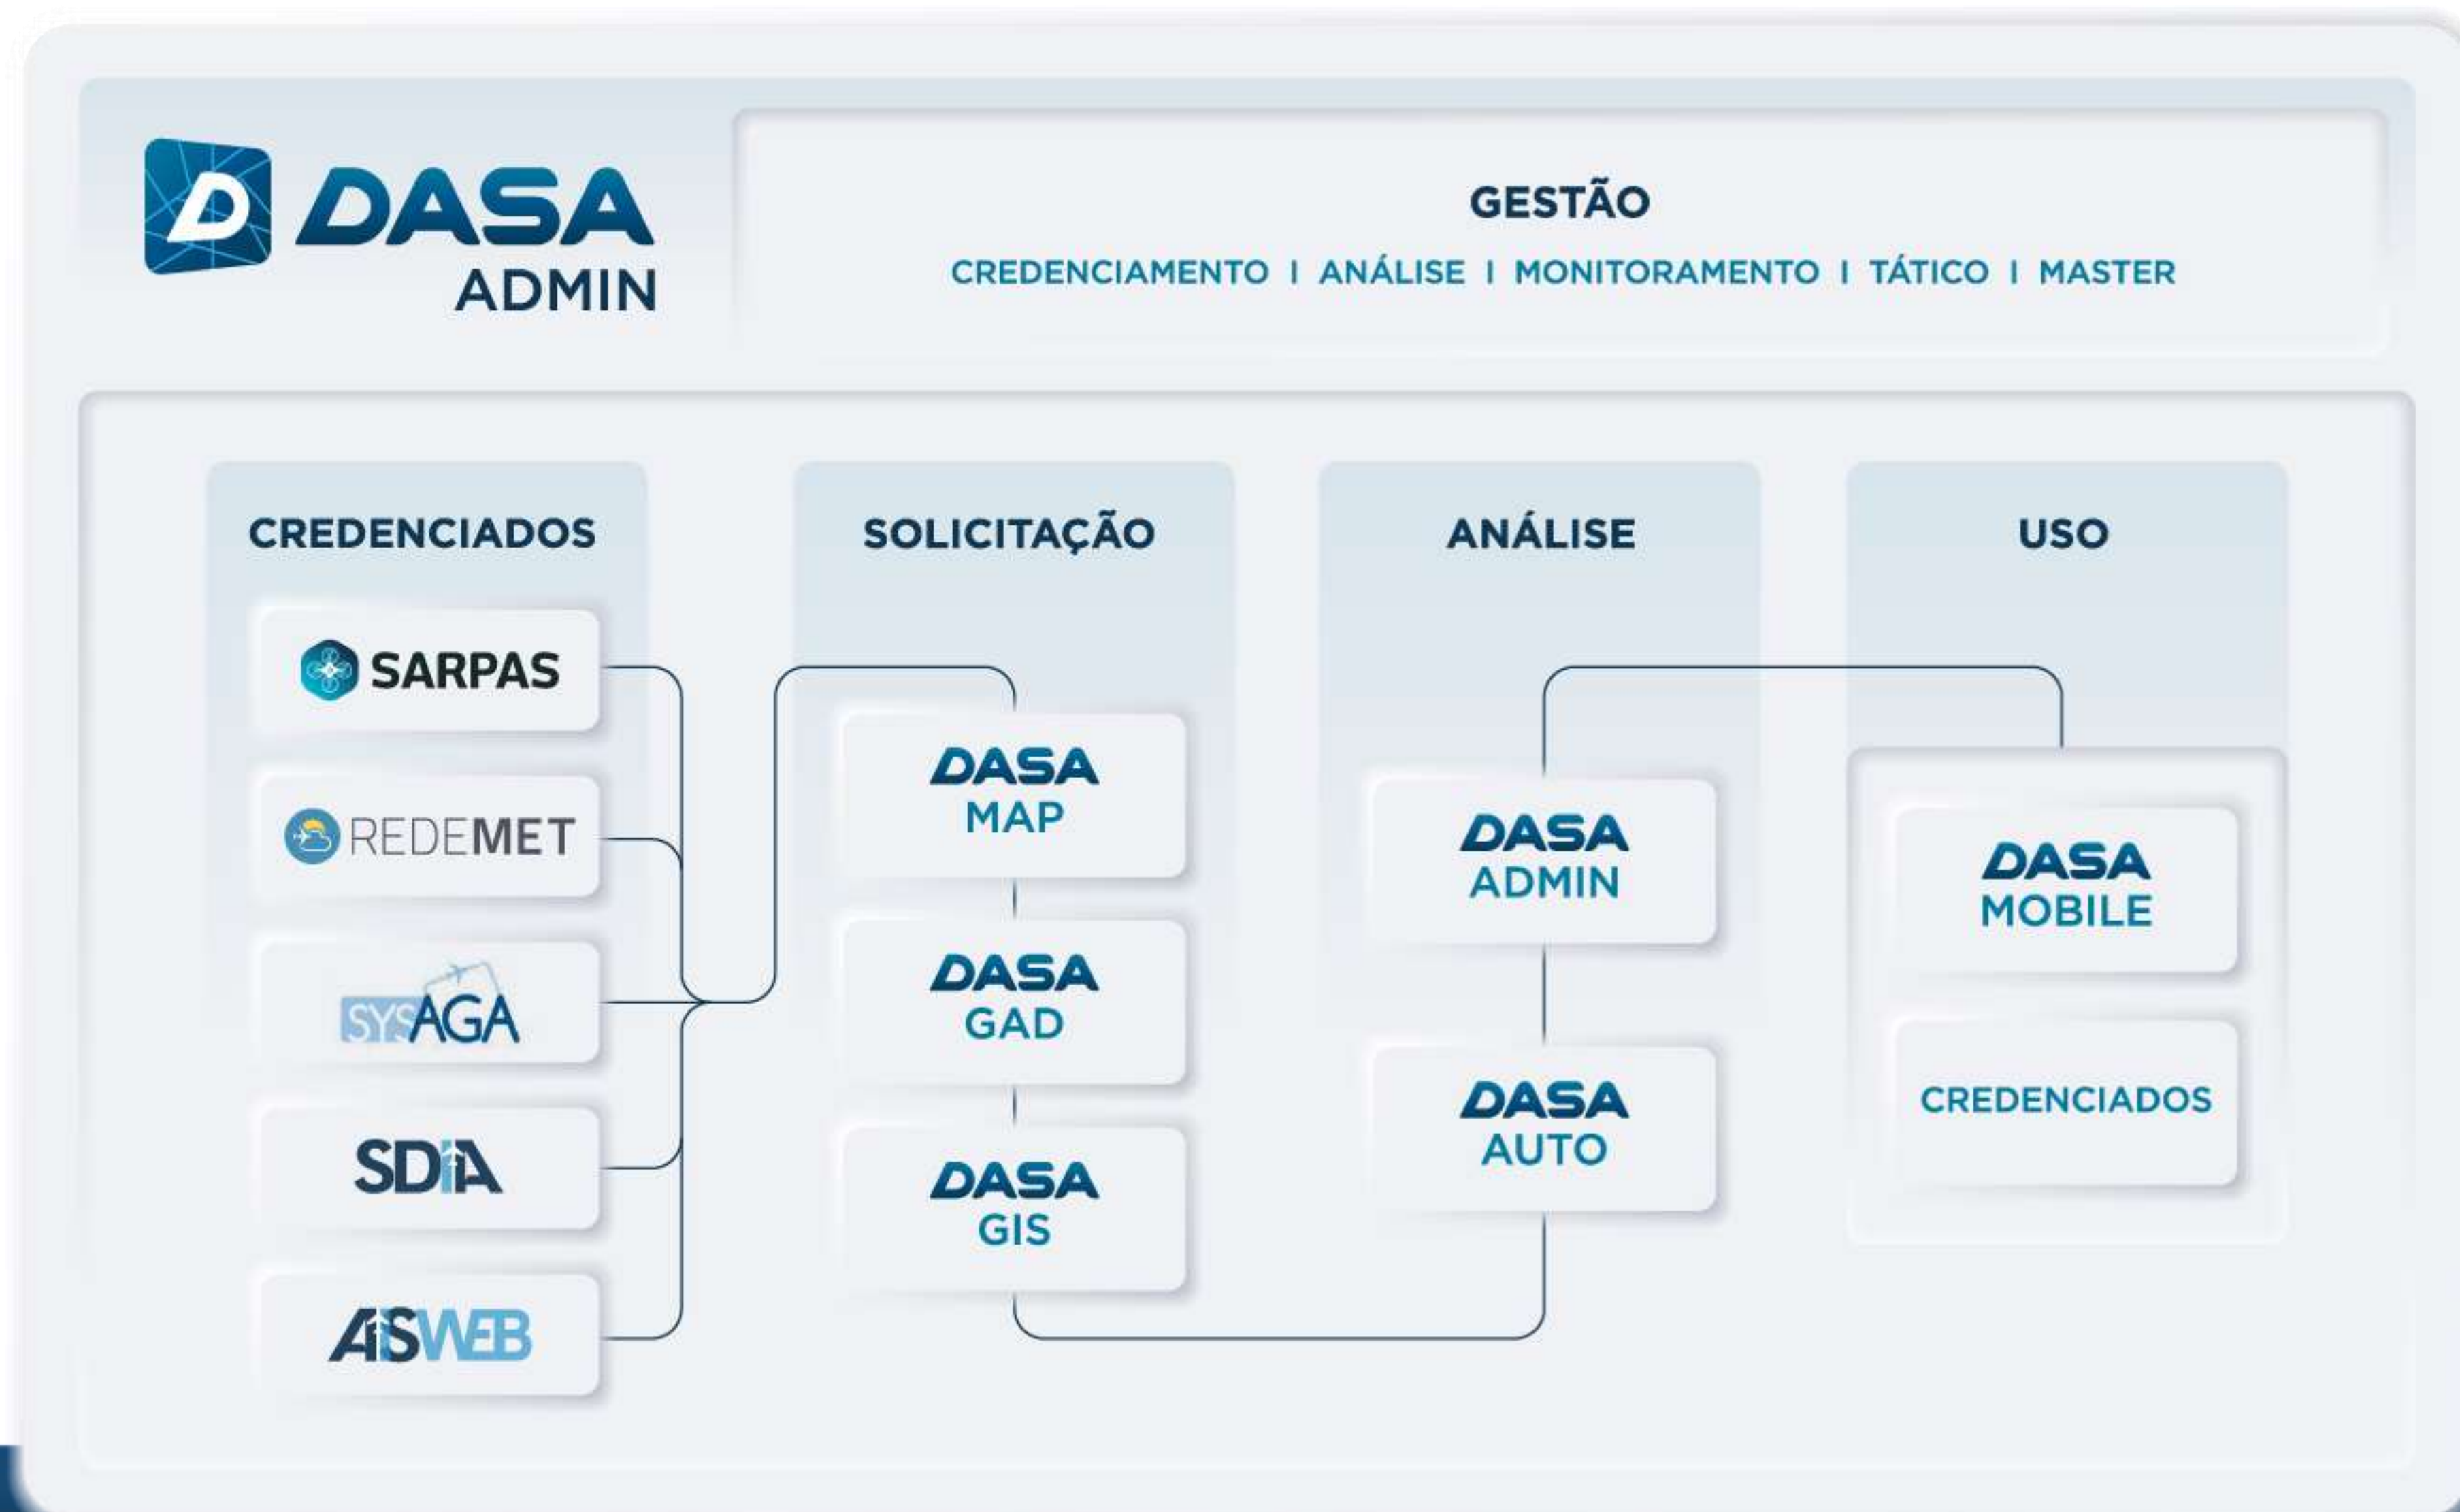 D DASA
ADMIN
GESTÃO
CREDENCIAMENTO | ANÁLISE | MONITORAMENTO | TÁTICO | MASTER
CREDENCIADOS
SARPAS
REDEMET
SYSAGA
SDIA
AISWEB
SOLICITAÇÃO
DASA
MAP
DASA
GAD
DASA
GIS
ANÁLISE
DASA
ADMIN
DASA
AUTO
USO
DASA
MOBILE
CREDENCIADOS